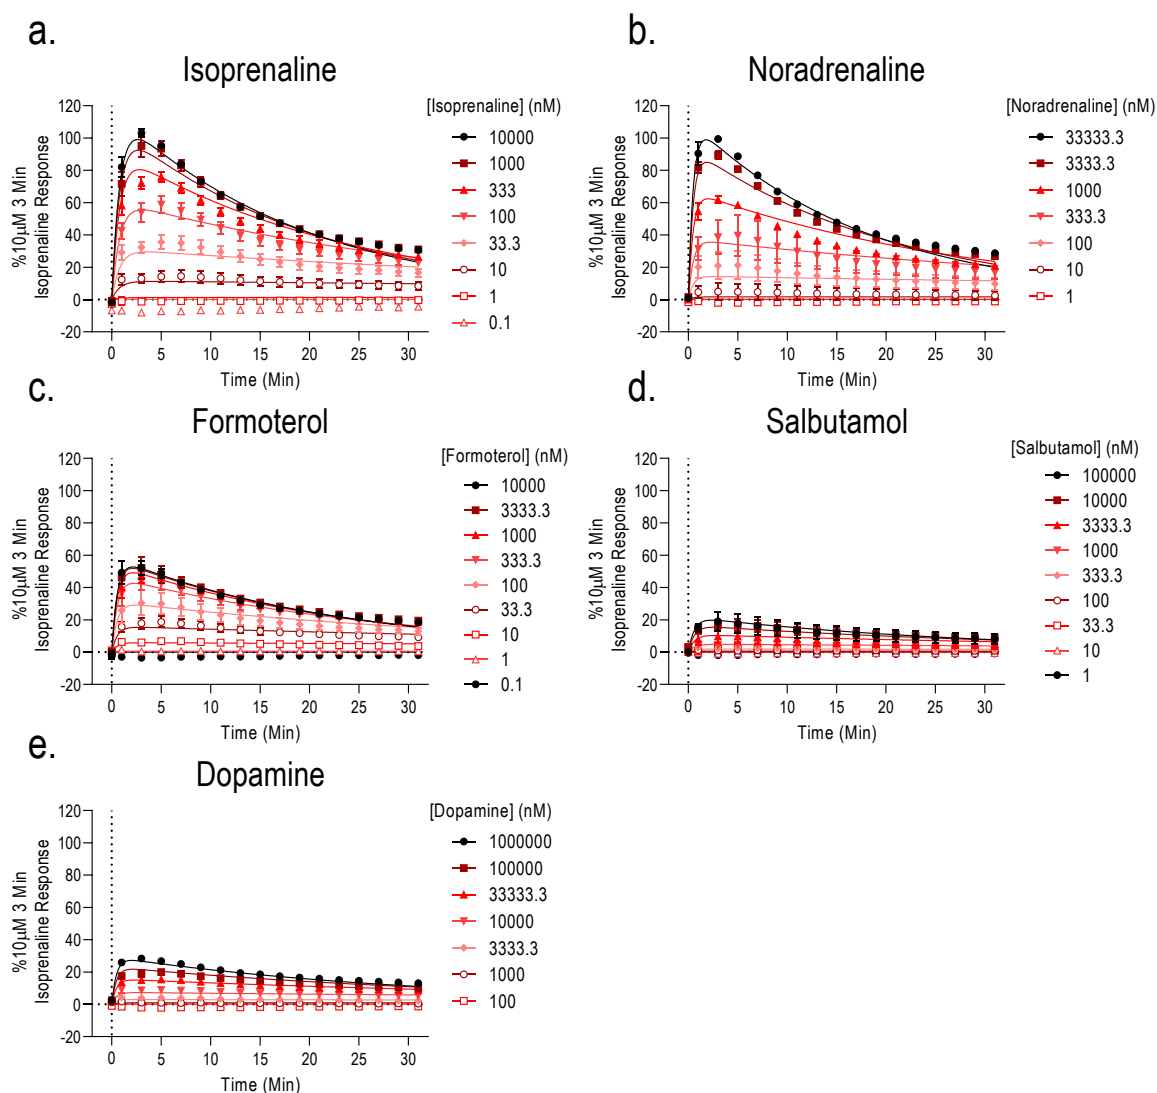 a.
Isoprenaline
%10µM 3 Min
Isoprenaline Response
120
100
80
60
40
20
0
-20
0 5 10 15 20 25 30
Time (Min)
[Isoprenaline] (nM)
10000
1000
333
100
33.3
10
1
0.1
b.
Noradrenaline
%10µM 3 Min
Isoprenaline Response
120
100
80
60
40
20
0
-20
0 5 10 15 20 25 30
Time (Min)
[Noradrenaline] (nM)
33333.3
3333.3
1000
333.3
100
10
1
c.
Formoterol
%10µM 3 Min
Isoprenaline Response
120
100
80
60
40
20
0
-20
0 5 10 15 20 25 30
Time (Min)
[Formoterol] (nM)
10000
3333.3
1000
333.3
100
33.3
10
1
0.1
d.
Salbutamol
%10µM 3 Min
Isoprenaline Response
120
100
80
60
40
20
0
-20
0 5 10 15 20 25 30
Time (Min)
[Salbutamol] (nM)
100000
10000
3333.3
1000
333.3
100
33.3
10
1
e.
Dopamine
%10µM 3 Min
Isoprenaline Response
120
100
80
60
40
20
0
-20
0 5 10 15 20 25 30
Time (Min)
[Dopamine] (nM)
1000000
100000
33333.3
10000
3333.3
1000
100